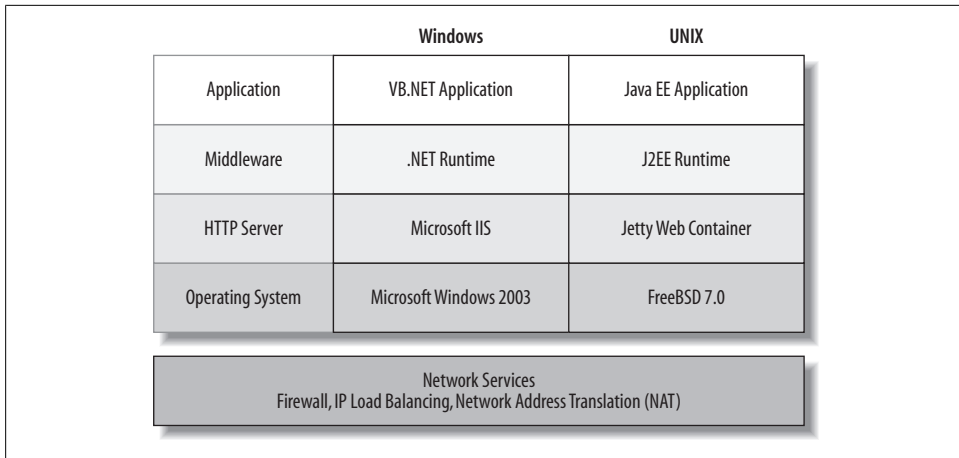 Windows UNIX
Application VB.NET Application Java EE Application
Middleware .NET Runtime J2EE Runtime
HTTP Server Microsoft IIS Jetty Web Container
Operating System Microsoft Windows 2003 FreeBSD 7.0
Network Services
Firewall, IP Load Balancing, Network Address Translation (NAT)